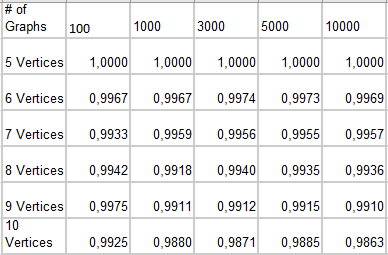 # of
Graphs 100 1000 3000 5000 10000
5 Vertices 1,0000 1,0000 1,0000 1,0000 1,0000
6 Vertices 0,9967 0,9967 0,9974 0,9973 0,9969
7 Vertices 0,9933 0,9959 0,9956 0,9955 0,9957
8 Vertices 0,9942 0,9918 0,9940 0,9935 0,9936
9 Vertices 0,9975 0,9911 0,9912 0,9915 0,9910
10
Vertices 0,9925 0,9880 0,9871 0,9885 0,9863